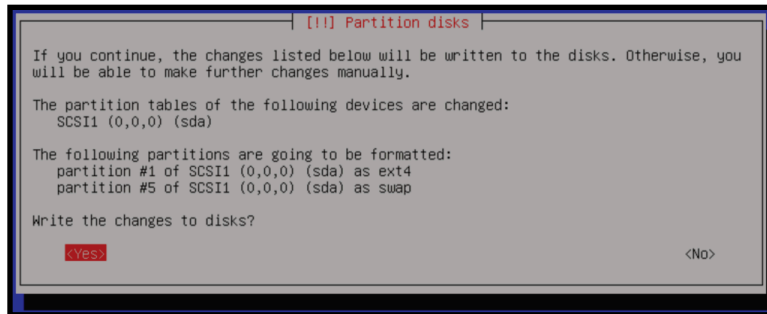 [!!] Partition disks
If you continue, the changes listed below will be written to the disks. Otherwise, you
will be able to make further changes manually.
The partition tables of the following devices are changed:
SCSI1 (0,0,0) (sda)
The following partitions are going to be formatted:
partition #1 of SCSI1 (0,0,0) (sda) as ext4
partition #5 of SCSI1 (0,0,0) (sda) as swap
Write the changes to disks?
<Yes> <No>